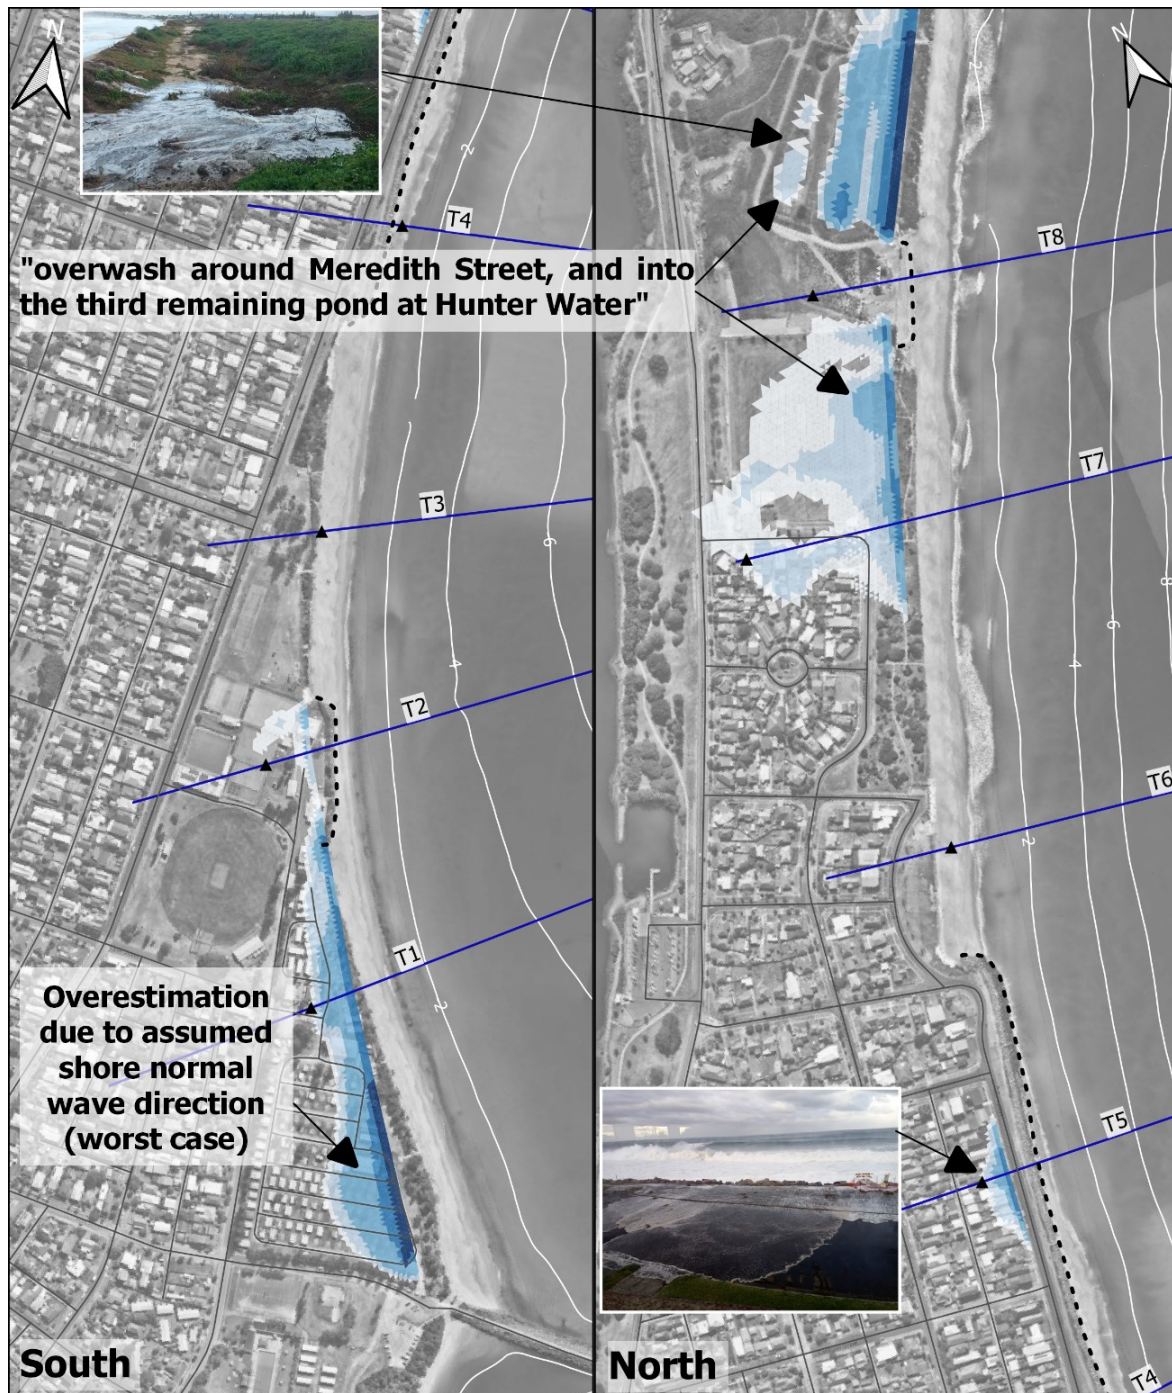 N
2
T4
"overwash around Meredith Street, and into
the third remaining pond at Hunter Water"
T3
6
4
T2
T1
2
Overestimation
due to assumed
shore normal
wave direction
(worst case)
South
N
2
T8
T7
8
6
4
T6
2
T5
North
T4